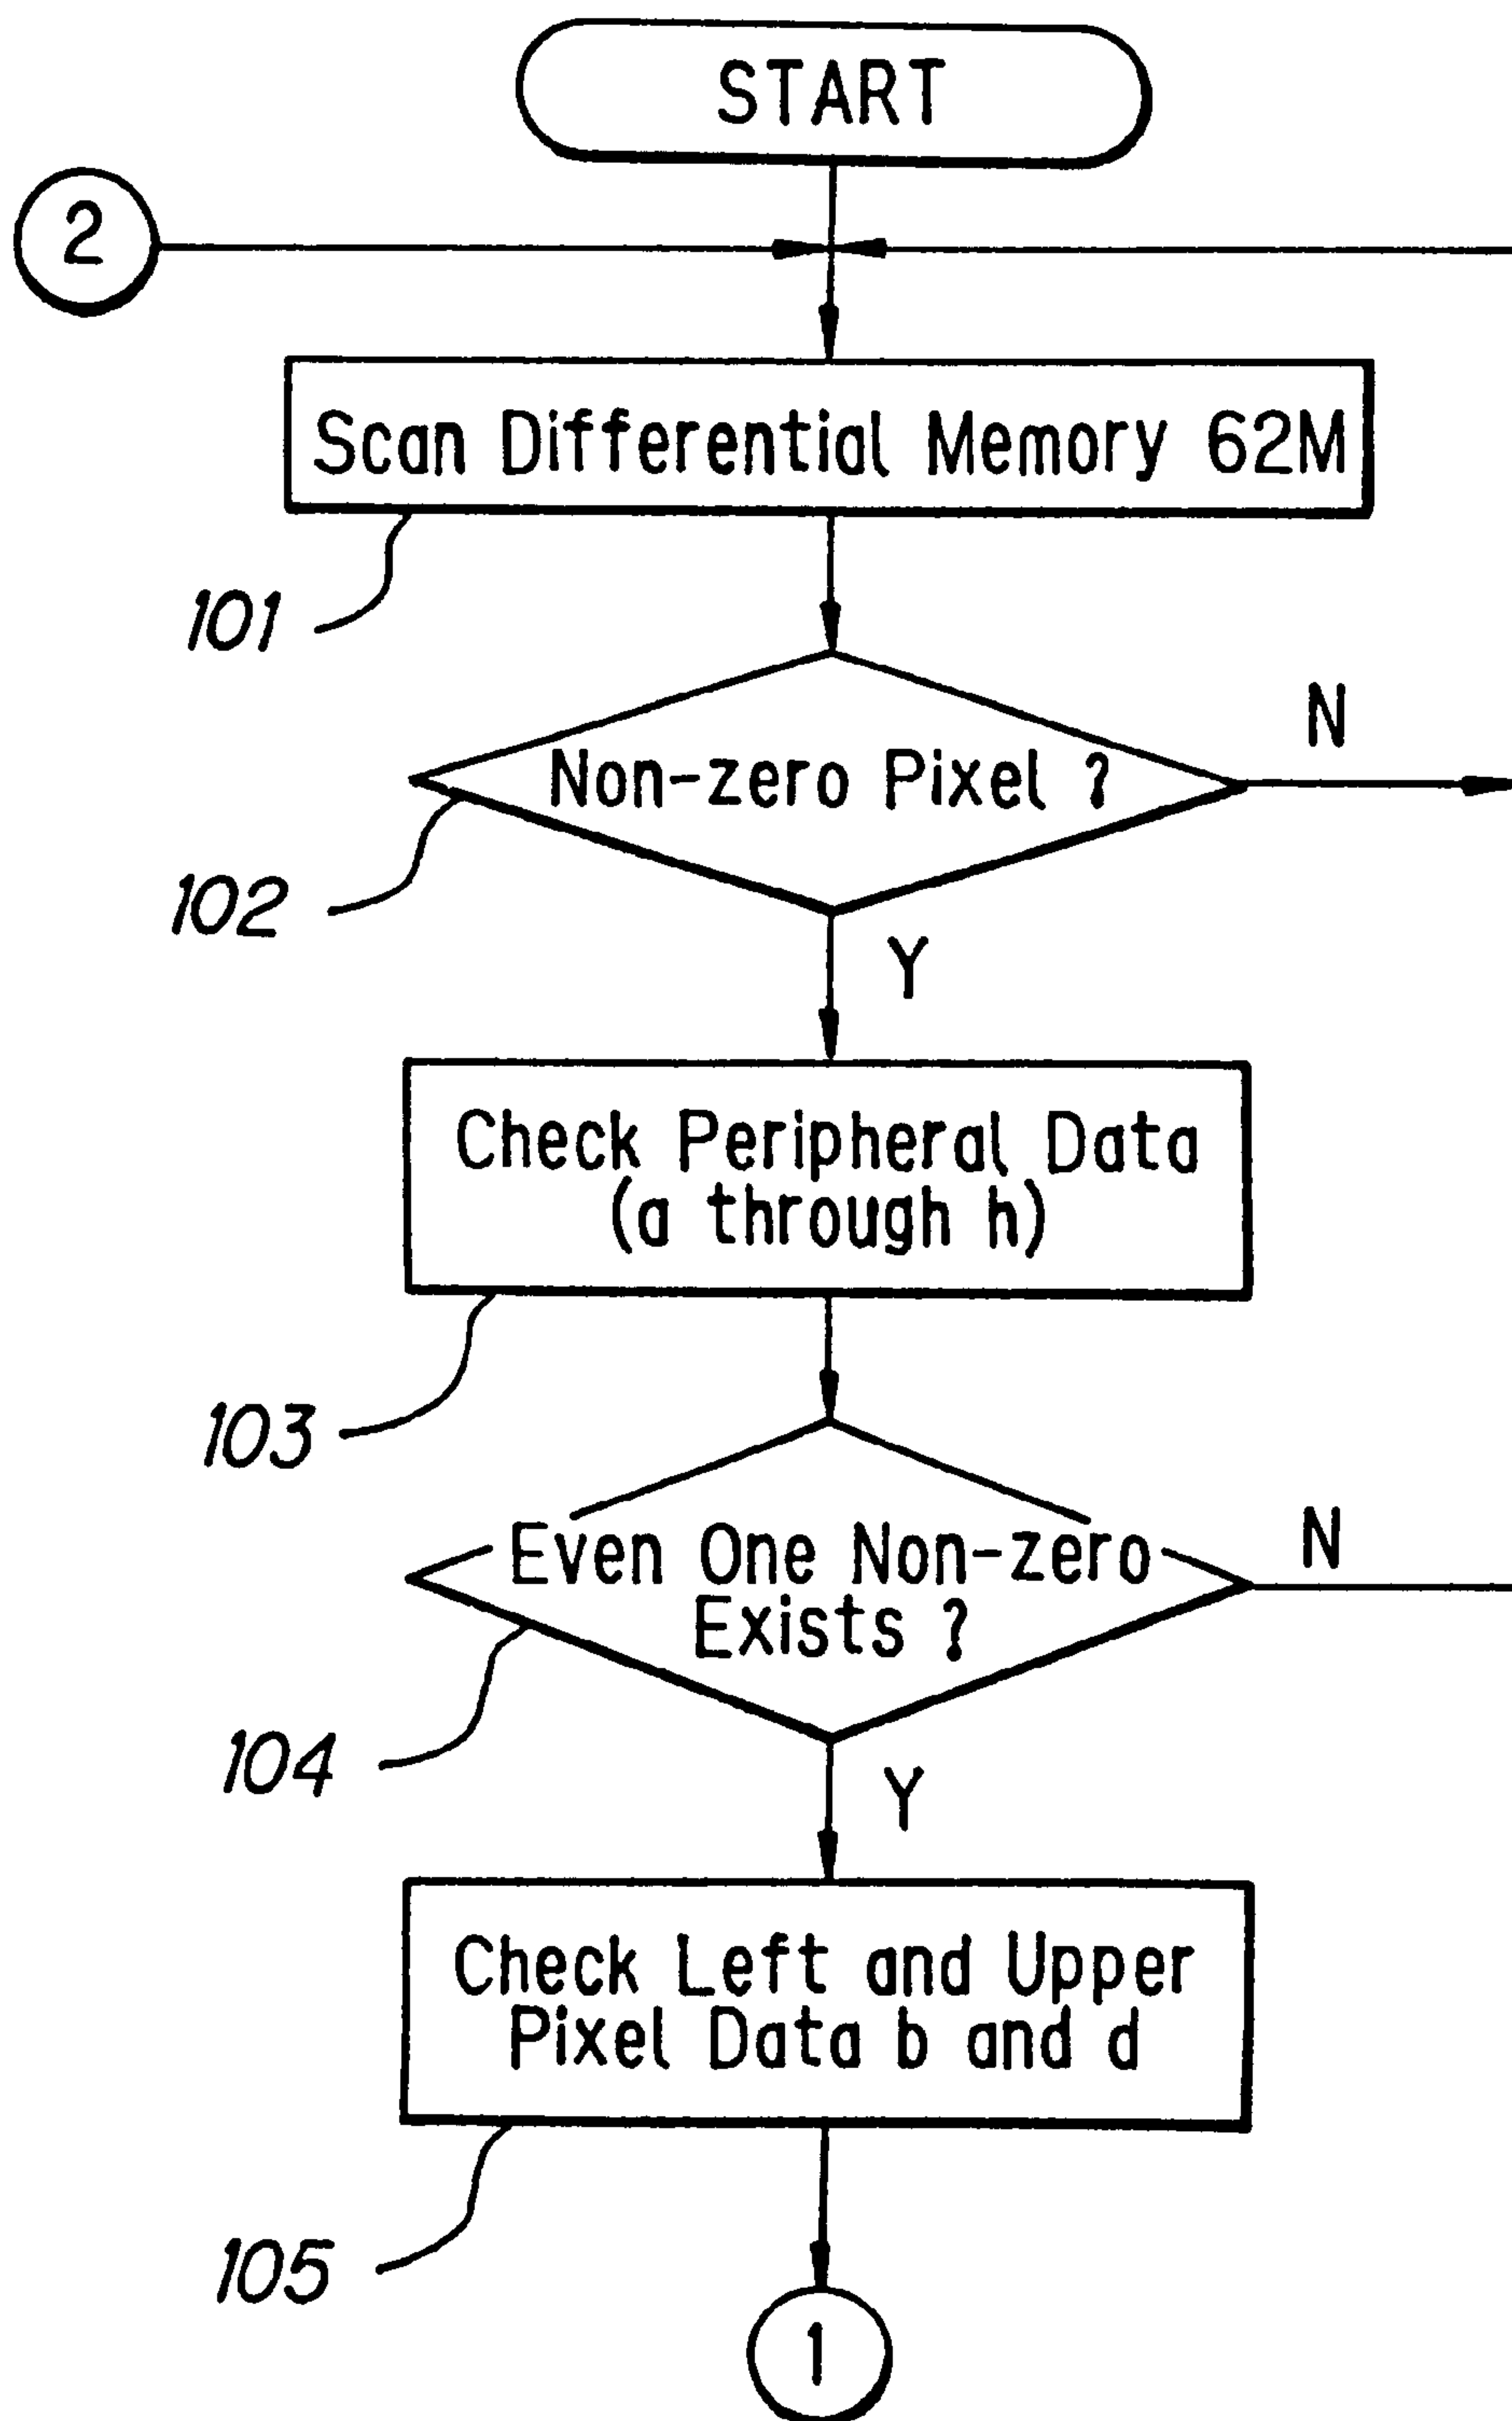 START
2
Scan Differential Memory 62M
101
Non-zero Pixel ?
N
102
Y
Check Peripheral Data
(a through h)
103
Even One Non-zero
Exists ?
N
104
Y
Check Left and Upper
Pixel Data b and d
105
1